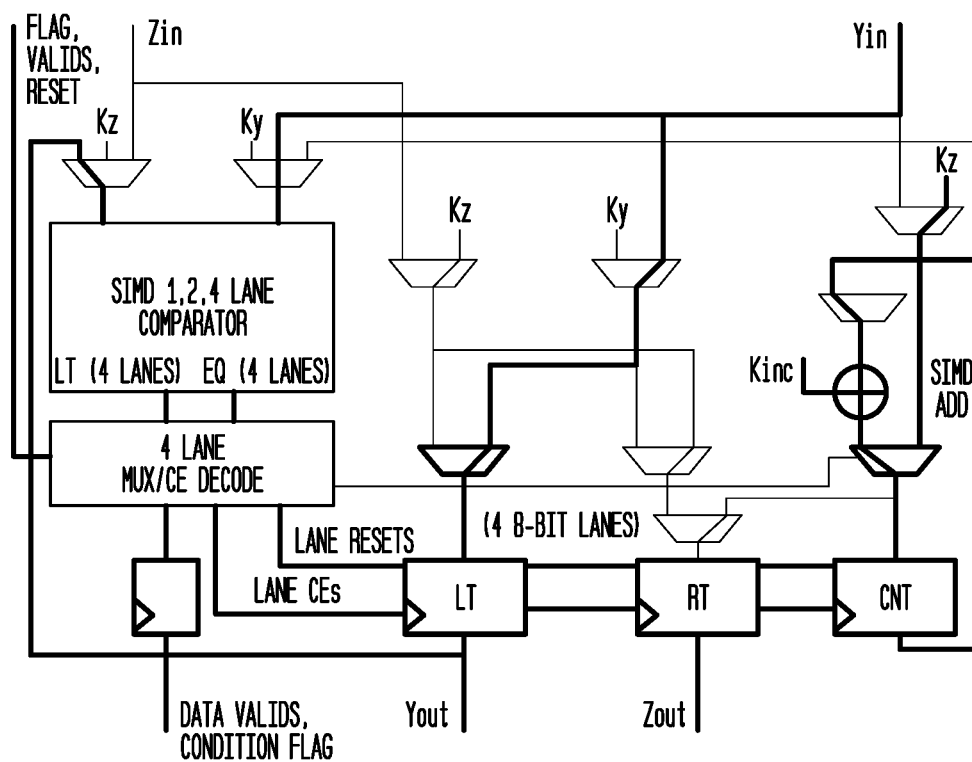 FLAG,
VALIDS,
RESET
Zin
Yin
Kz
Ky
Kz
Kz
Ky
SIMD 1,2,4 LANE
COMPARATOR
LT (4 LANES)
EQ (4 LANES)
Kinc
SIMD
ADD
4 LANE
MUX/CE DECODE
(4 8-BIT LANES)
LANE RESETS
LANE CEs
LT
RT
CNT
DATA VALIDS,
CONDITION FLAG
Yout
Zout